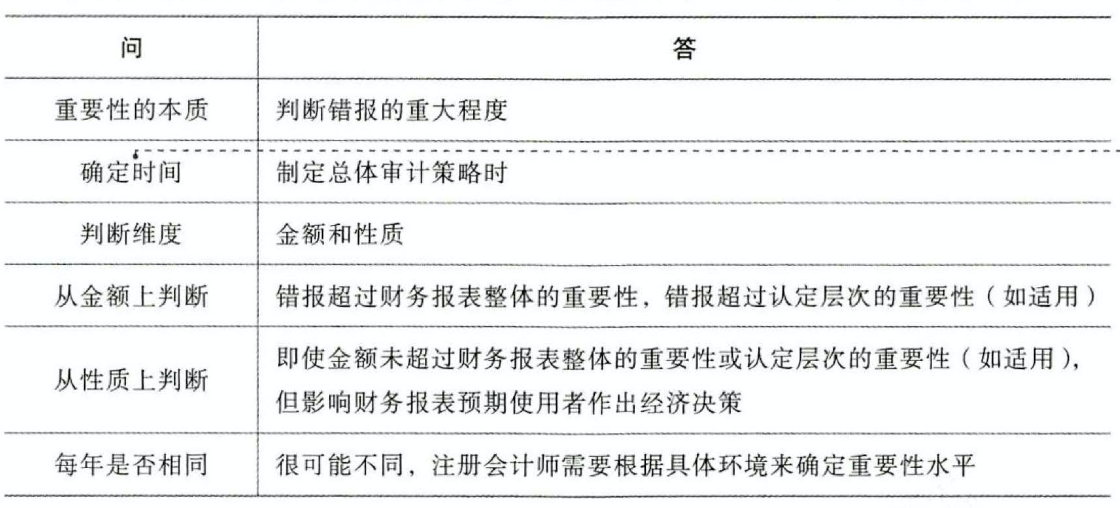 问 答
重要性的本质 判断错报的重大程度
确定时间 制定总体审计策略时
判断维度 金额和性质
从金额上判断 错报超过财务报表整体的重要性，错报超过认定层次的重要性（如适用）
从性质上判断 即使金额未超过财务报表整体的重要性或认定层次的重要性（如适用），
但影响财务报表预期使用者作出经济决策
每年是否相同 很可能不同，注册会计师需要根据具体环境来确定重要性水平